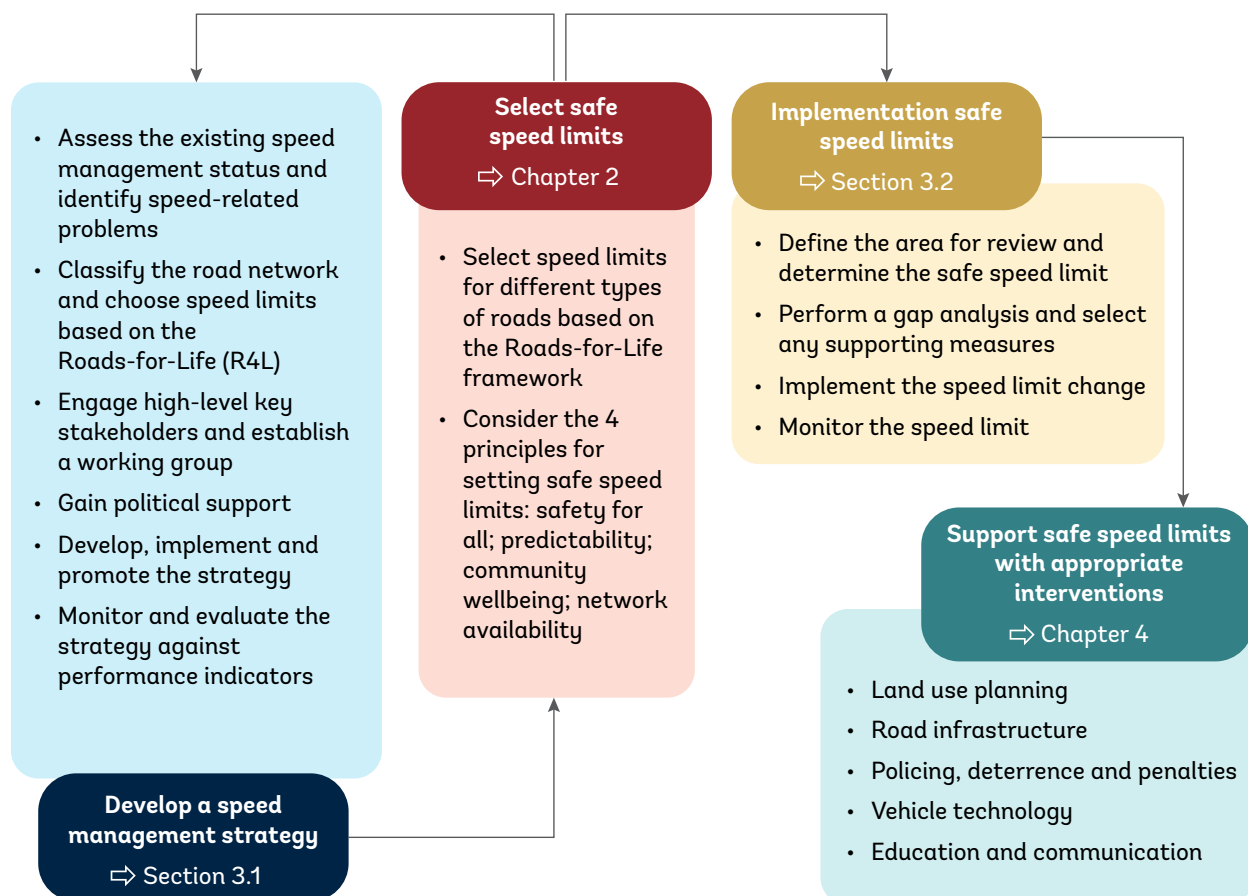 • Assess the existing speed
management status and
identify speed-related
problems
• Classify the road network
and choose speed limits
based on the
Roads-for-Life (R4L)
• Engage high-level key
stakeholders and establish
a working group
• Gain political support
• Develop, implement and
promote the strategy
• Monitor and evaluate the
strategy against
performance indicators
Develop a speed
management strategy
⇨ Section 3.1
Select safe
speed limits
⇨ Chapter 2
• Select speed limits
for different types
of roads based on
the Roads-for-Life
framework
• Consider the 4
principles for
setting safe speed
limits: safety for
all; predictability;
community
wellbeing; network
availability
Implementation safe
speed limits
⇨ Section 3.2
• Define the area for review and
determine the safe speed limit
• Perform a gap analysis and select
any supporting measures
• Implement the speed limit change
• Monitor the speed limit
Support safe speed limits
with appropriate
interventions
⇨ Chapter 4
• Land use planning
• Road infrastructure
• Policing, deterrence and penalties
• Vehicle technology
• Education and communication